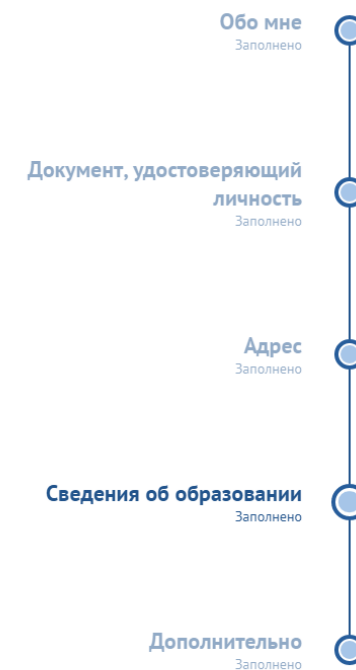 Обо мне
Заполнено
Документ, удостоверяющий
личность
Заполнено
Адрес
Заполнено
Сведения об образовании
Заполнено
Дополнительно
Заполнено